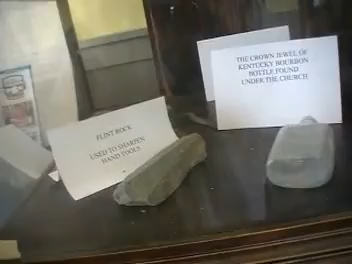 FLINT ROCK
USED TO SHARPEN
HAND TOOLS
THE CROWN JEWEL OF
KENTUCKY BOURBON
BOTTLE FOUND
UNDER THE CHURCH